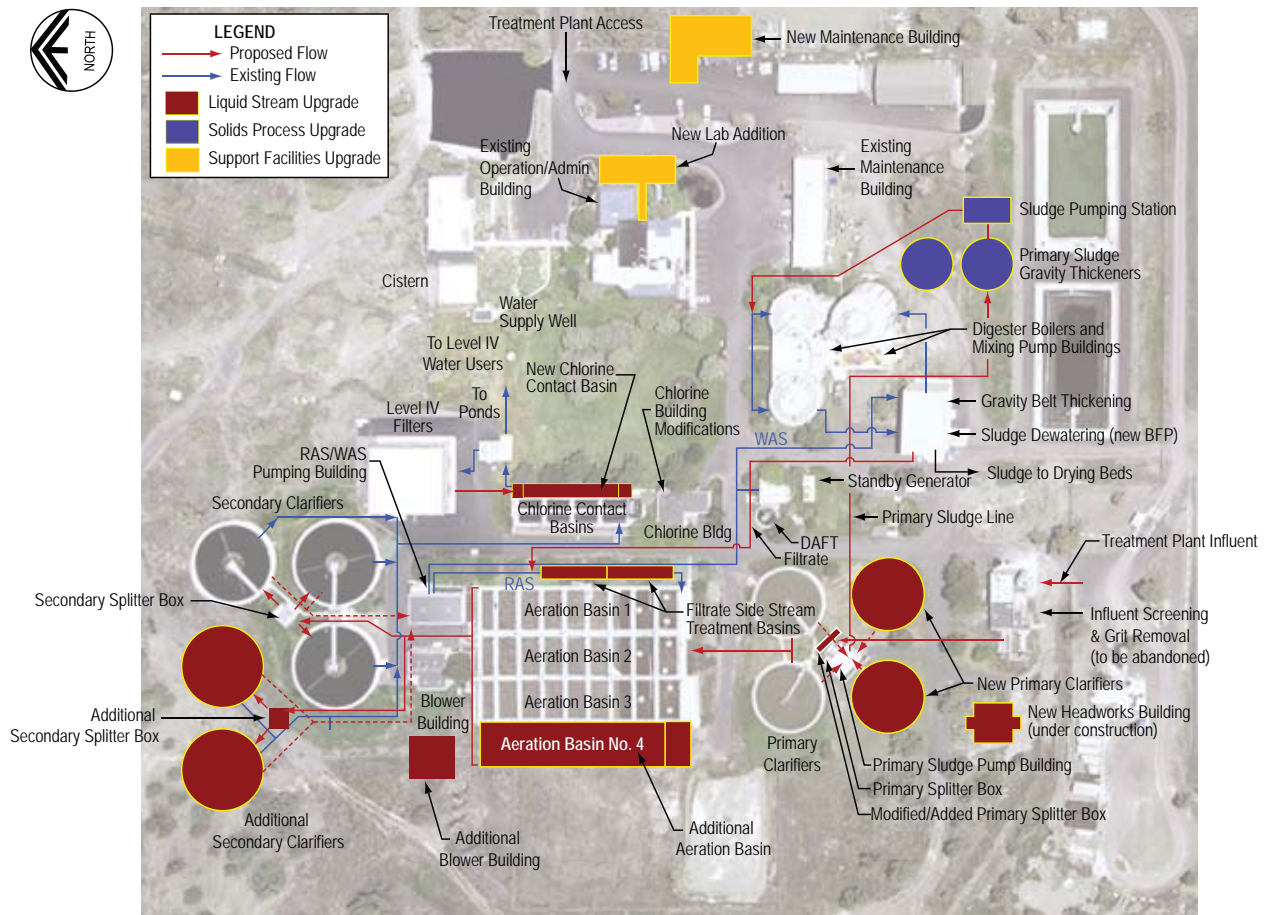 NORTH
LEGEND
Proposed Flow
Existing Flow
Liquid Stream Upgrade
Solids Process Upgrade
Support Facilities Upgrade
Treatment Plant Access
New Maintenance Building
New Lab Addition
Existing
Operation/Admin
Building
Existing
Maintenance
Building
Sludge Pumping Station
Primary Sludge
Gravity Thickeners
Cistern
Water
Supply Well
To Level IV
Water Users
Digester Boilers and
Mixing Pump Buildings
New Chlorine
Contact Basin
To
Ponds
Chlorine
Building
Modifications
Level IV
Filters
Gravity Belt Thickening
WAS
Sludge Dewatering (new BFP)
RAS/WAS
Pumping Building
Sludge to Drying Beds
Standby Generator
Secondary Clarifiers
Chlorine Contact
Basins
Chlorine Bldg
Primary Sludge Line
DAFT
Filtrate
Treatment Plant Influent
RAS
Secondary Splitter Box
Aeration Basin 1
Filtrate Side Stream
Treatment Basins
Influent Screening
& Grit Removal
(to be abandoned)
Aeration Basin 2
New Primary Clarifiers
Aeration Basin 3
Blower
Building
Additional
Secondary Splitter Box
New Headworks Building
(under construction)
Aeration Basin No. 4
Primary
Clarifiers
Primary Sludge Pump Building
Primary Splitter Box
Modified/Added Primary Splitter Box
Additional
Secondary Clarifiers
Additional
Blower Building
Additional
Aeration Basin